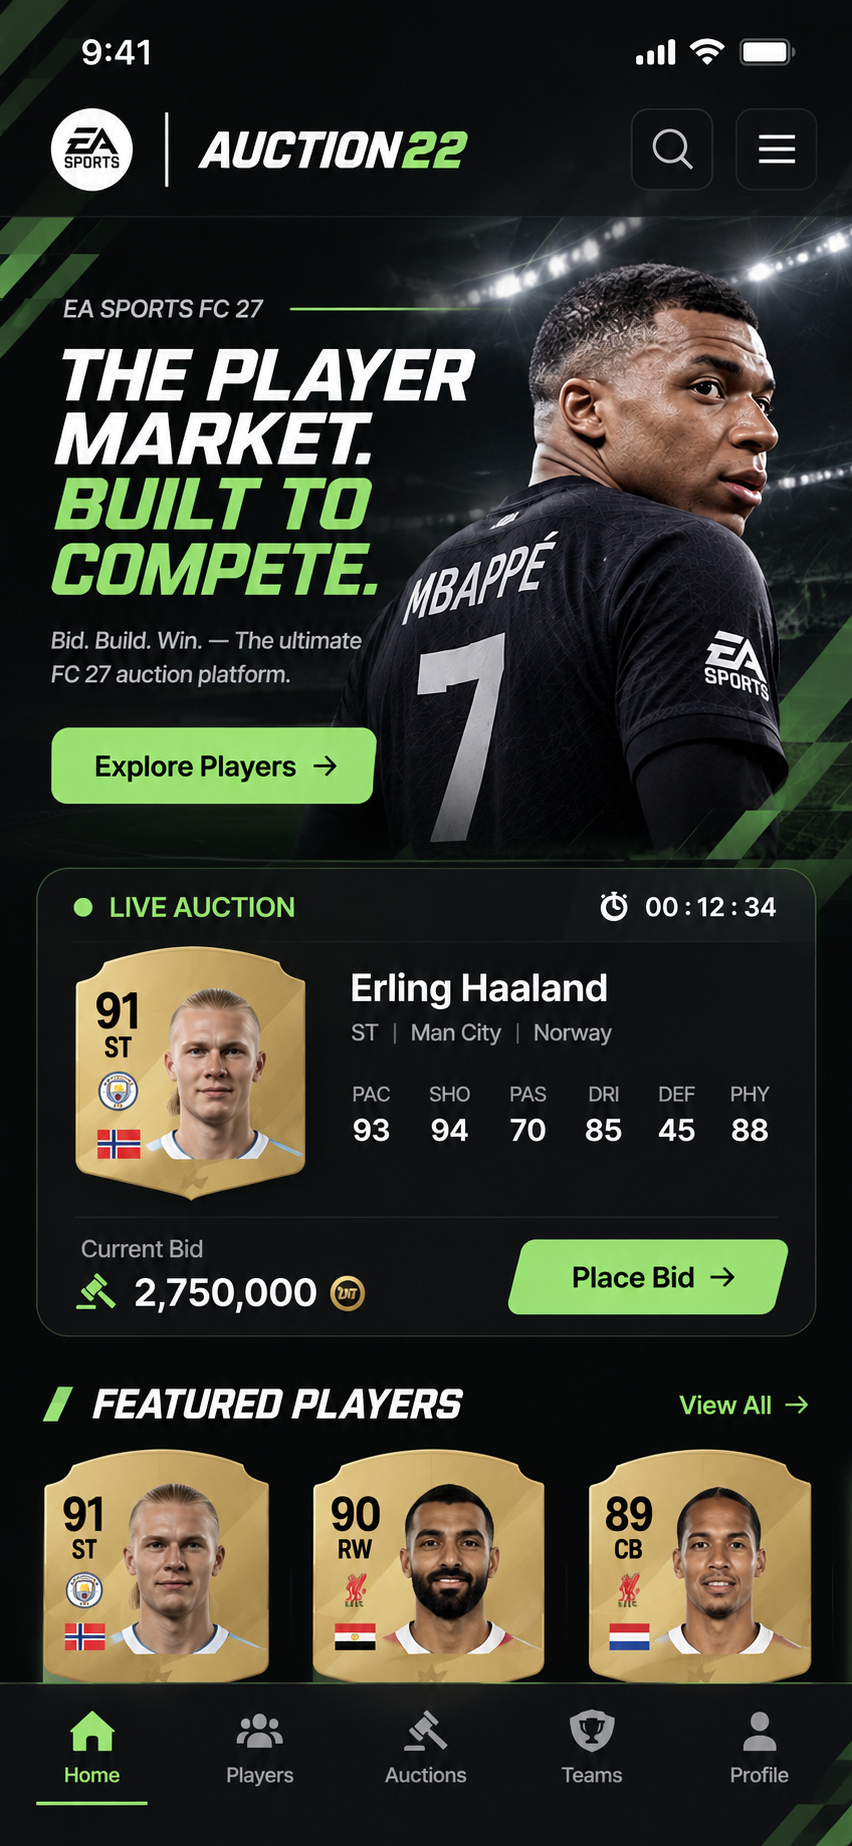 9:41
EA SPORTS
AUCTION22
EA SPORTS FC 27
THE PLAYER
MARKET.
BUILT TO
COMPETE.
Bid. Build. Win. — The ultimate
FC 27 auction platform.
Explore Players →
MBAPPÉ
7
EA SPORTS
LIVE AUCTION
00 : 12 : 34
91
ST
Erling Haaland
ST | Man City | Norway
PAC SHO PAS DRI DEF PHY
93 94 70 85 45 88
Current Bid
2,750,000
Place Bid →
FEATURED PLAYERS
View All →
91
ST
90
RW
89
CB
Home
Players
Auctions
Teams
Profile